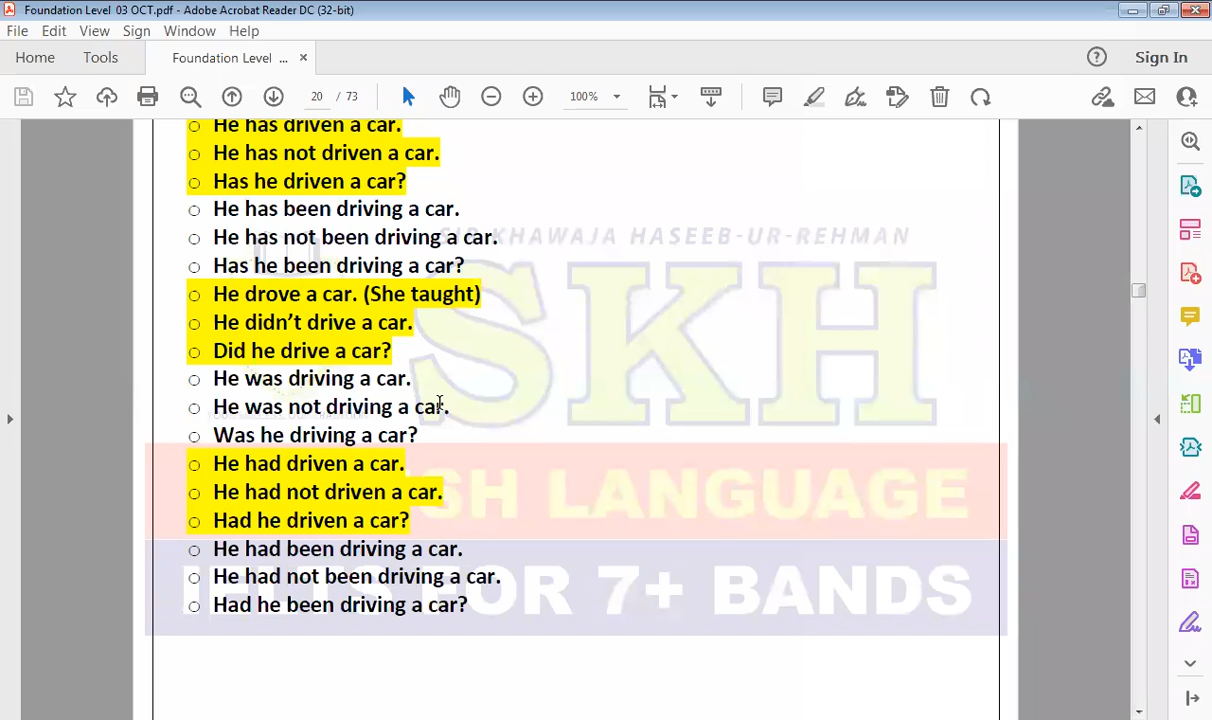 Foundation Level 03 OCT.pdf - Adobe Acrobat Reader DC (32-bit)
File Edit View Sign Window Help
Home Tools Foundation Level ... × Sign In
20 / 73 100%
He has driven a car.
He has not driven a car.
Has he driven a car?
He has been driving a car.
SIR KHAWAJA HASEEB-UR-REHMAN
He has not been driving a car.
Has he been driving a car?
He drove a car. (She taught)
SKH
He didn't drive a car.
Did he drive a car?
He was driving a car.
He was not driving a car.
Was he driving a car?
He had driven a car.
He had not driven a car.
SH LANGUAGE
Had he driven a car?
He had been driving a car.
He had not been driving a car.
IELTS FOR 7+ BANDS
Had he been driving a car?